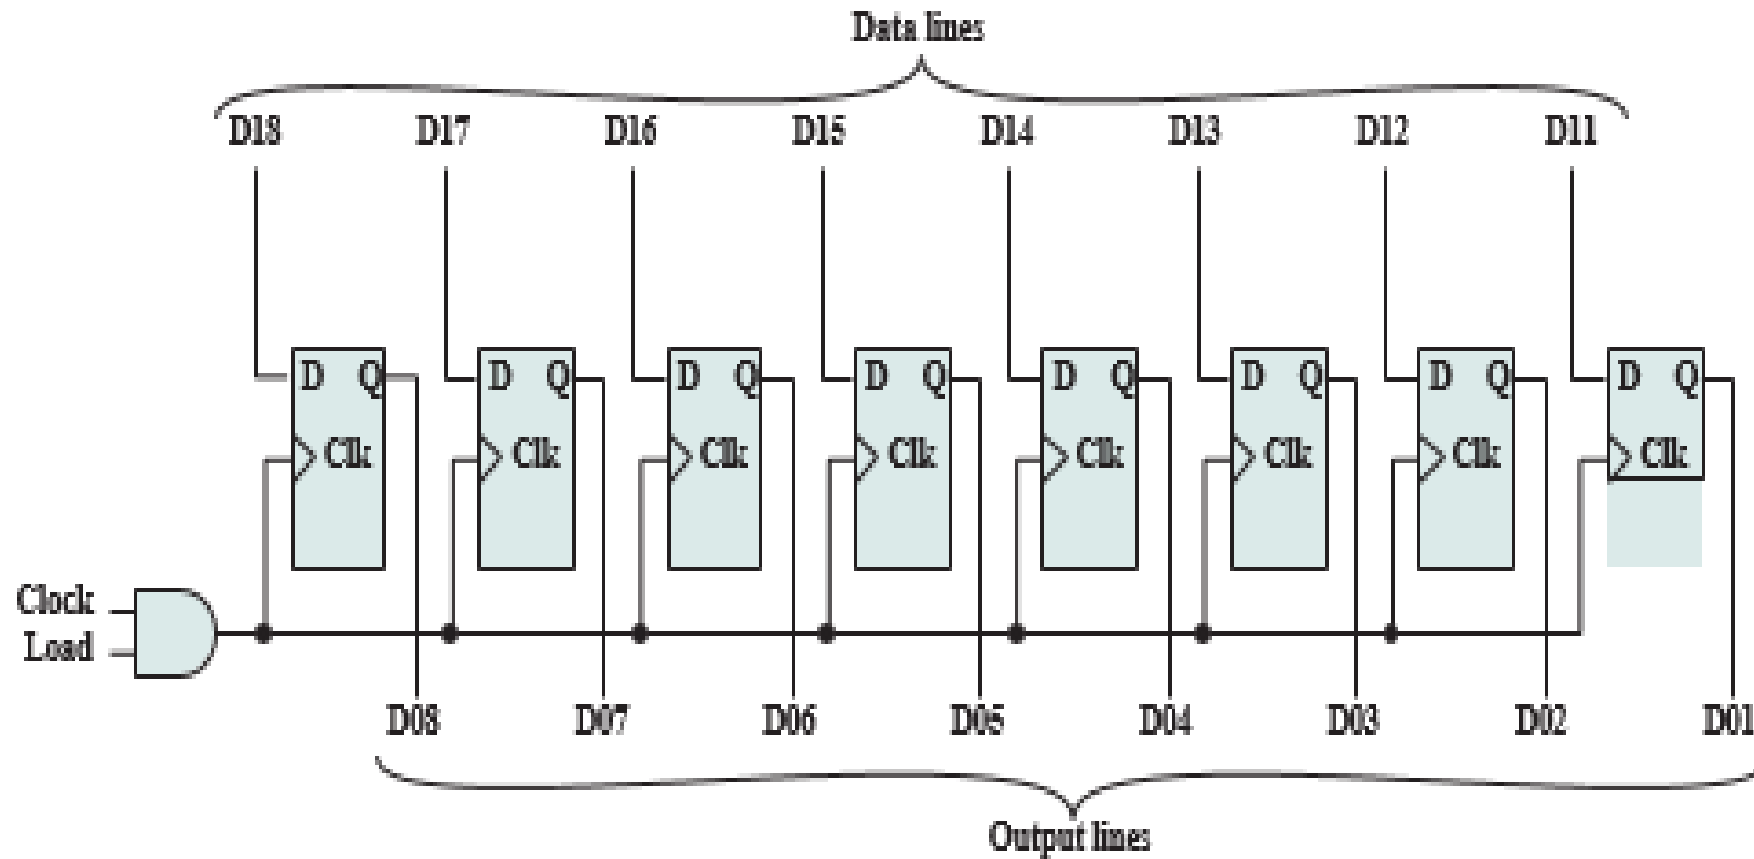 Data lines
D18 D17 D16 D15 D14 D13 D12 D11
D Q D Q D Q D Q D Q D Q D Q D Q
Clk Clk Clk Clk Clk Clk Clk Clk
Clock
Load
D08 D07 D06 D05 D04 D03 D02 D01
Output lines